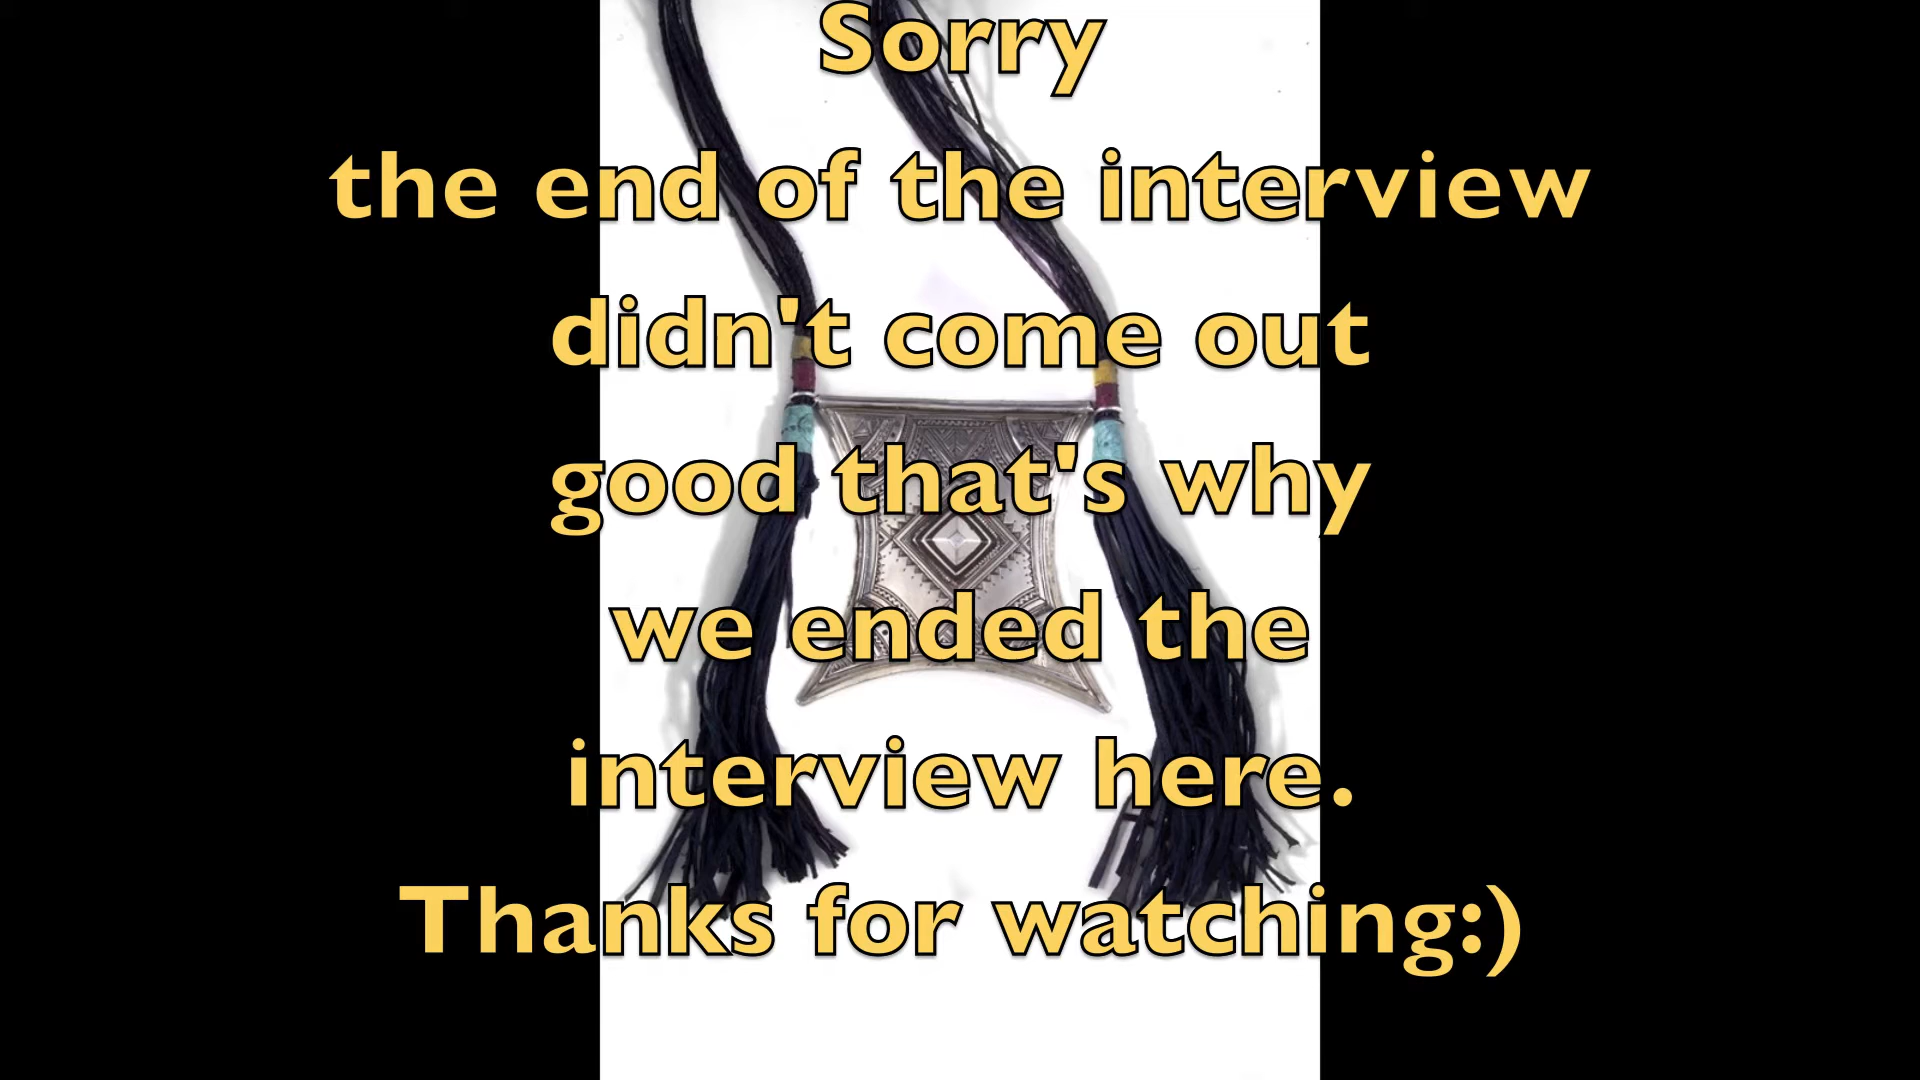 Sorry
the end of the interview
didn't come out
good that's why
we ended the
interview here.
Thanks for watching:)